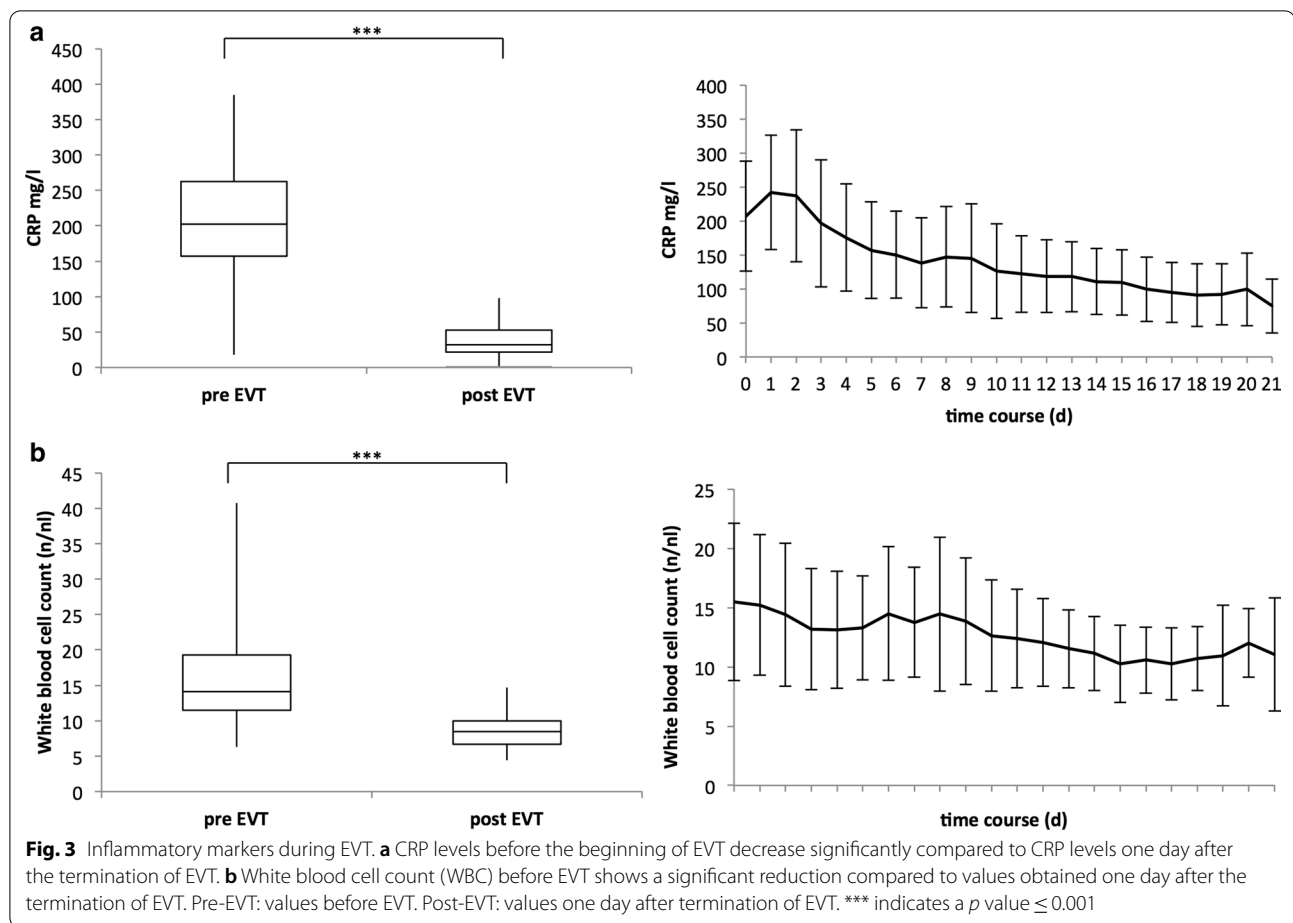 a
***
450
400
350
300
250
200
150
100
50
0
CRP mg/l
pre EVT
post EVT
400
350
300
250
200
150
100
50
0
CRP mg/l
0 1 2 3 4 5 6 7 8 9 10 11 12 13 14 15 16 17 18 19 20 21
time course (d)
b
***
45
40
35
30
25
20
15
10
5
0
White blood cell count (n/nl)
pre EVT
post EVT
25
20
15
10
5
0
White blood cell count (n/nl)
time course (d)
Fig. 3 Inflammatory markers during EVT. a CRP levels before the beginning of EVT decrease significantly compared to CRP levels one day after
the termination of EVT. b White blood cell count (WBC) before EVT shows a significant reduction compared to values obtained one day after the
termination of EVT. Pre-EVT: values before EVT. Post-EVT: values one day after termination of EVT. *** indicates a p value ≤ 0.001